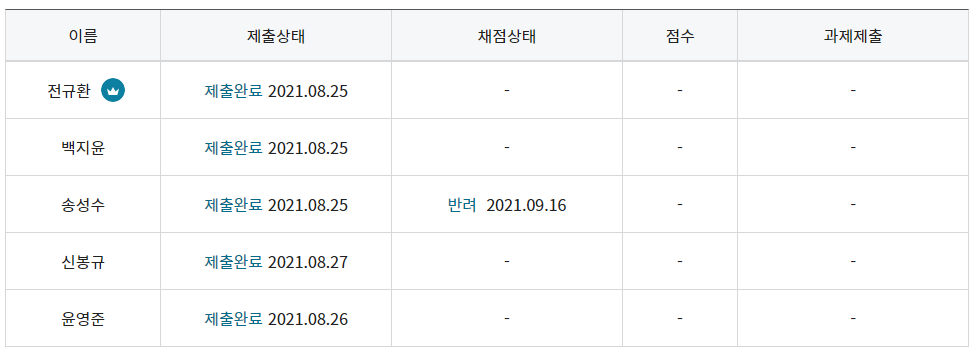 이름 제출상태 채점상태 점수 과제제출
전규환 제출완료 2021.08.25 - - -
백지윤 제출완료 2021.08.25 - - -
송성수 제출완료 2021.08.25 반려 2021.09.16 - -
신봉규 제출완료 2021.08.27 - - -
윤영준 제출완료 2021.08.26 - - -